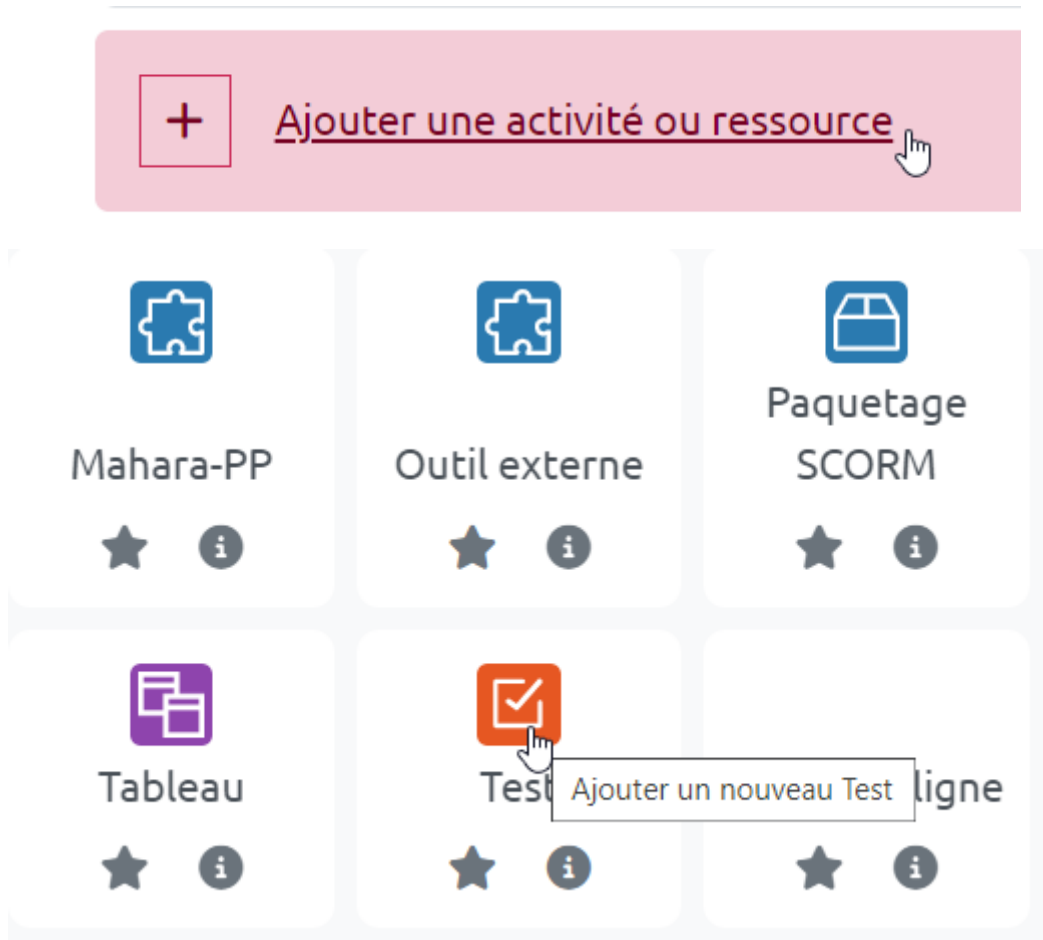 Ajouter une activité ou ressource
Mahara-PP
Outil externe
Paquetage
SCORM
Tableau
Test
Ajouter un nouveau Test
ligne